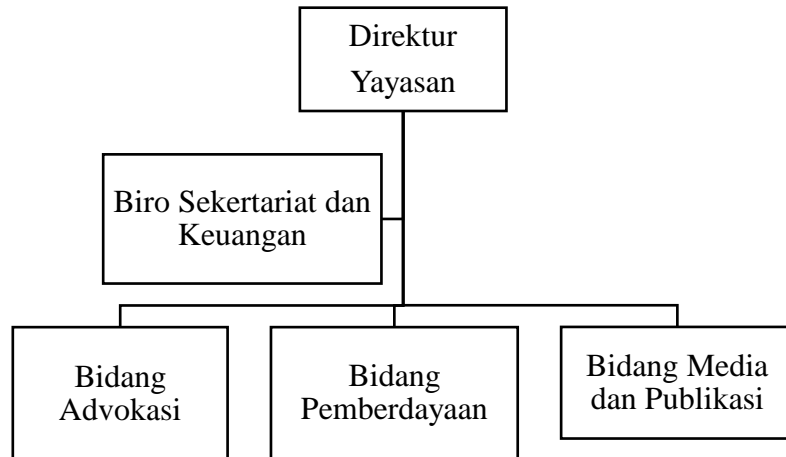 Direktur
Yayasan
Biro Sekertariat dan
Keuangan
Bidang
Advokasi
Bidang
Pemberdayaan
Bidang Media
dan Publikasi